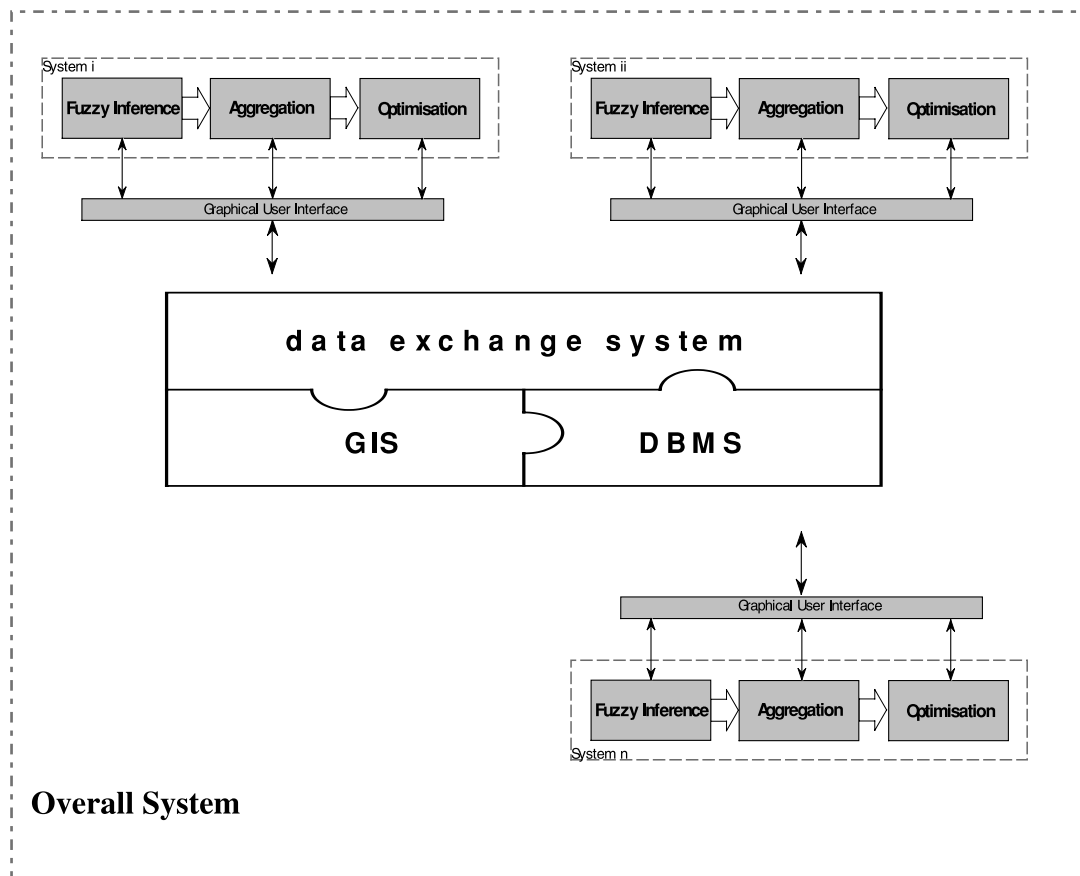 System i
Fuzzy Inference
Aggregation
Optimisation
Graphical User Interface
System ii
Fuzzy Inference
Aggregation
Optimisation
Graphical User Interface
data exchange system
GIS
DBMS
Graphical User Interface
Fuzzy Inference
Aggregation
Optimisation
System n
Overall System